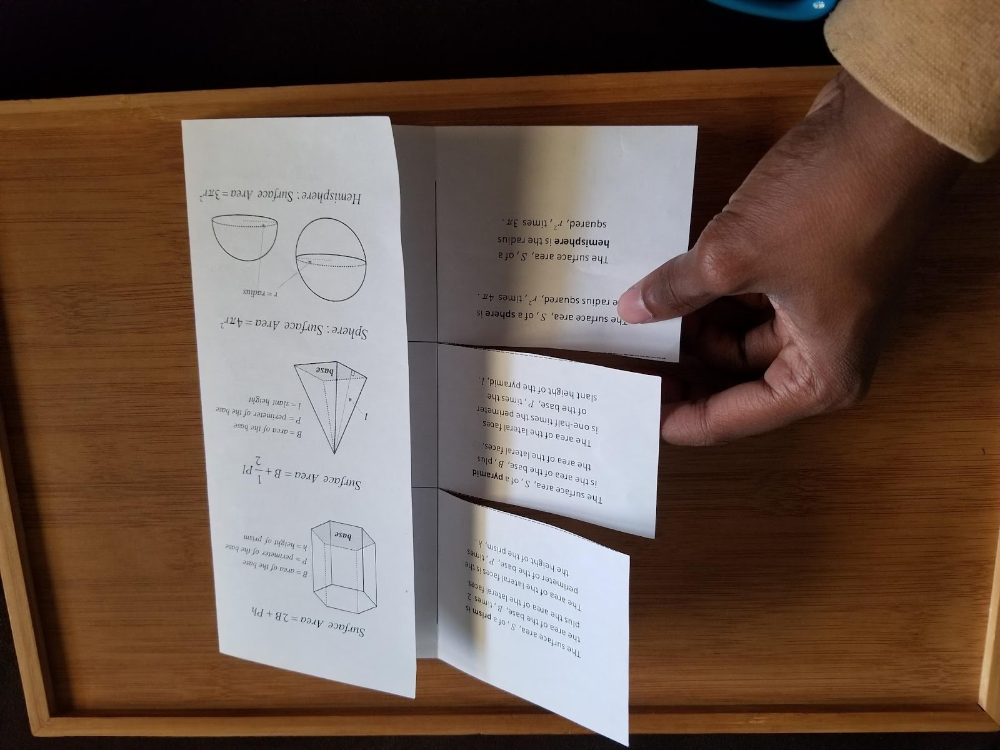 The surface area, S, of a prism is
the area of the base, B, times 2
plus the area of the lateral faces.
The area of the lateral faces is the
perimeter of the base, P, times
the height of the prism, h.
The surface area, S, of a pyramid
is the area of the base, B, plus
the area of the lateral faces.
The area of the lateral faces
is one-half times the perimeter
of the base, P, times the
slant height of the pyramid, l.
The surface area, S, of a sphere is
radius squared, r², times 4π.
The surface area, S, of a
hemisphere is the radius
squared, r², times 3π.
Surface Area = 2B + Ph
B = area of the base
P = perimeter of the base
h = height of prism
base
Surface Area = B + 1/2 Pl
B = area of the base
P = perimeter of the base
l = slant height
l
base
Sphere: Surface Area = 4πr²
r = radius
Hemisphere: Surface Area = 3πr²